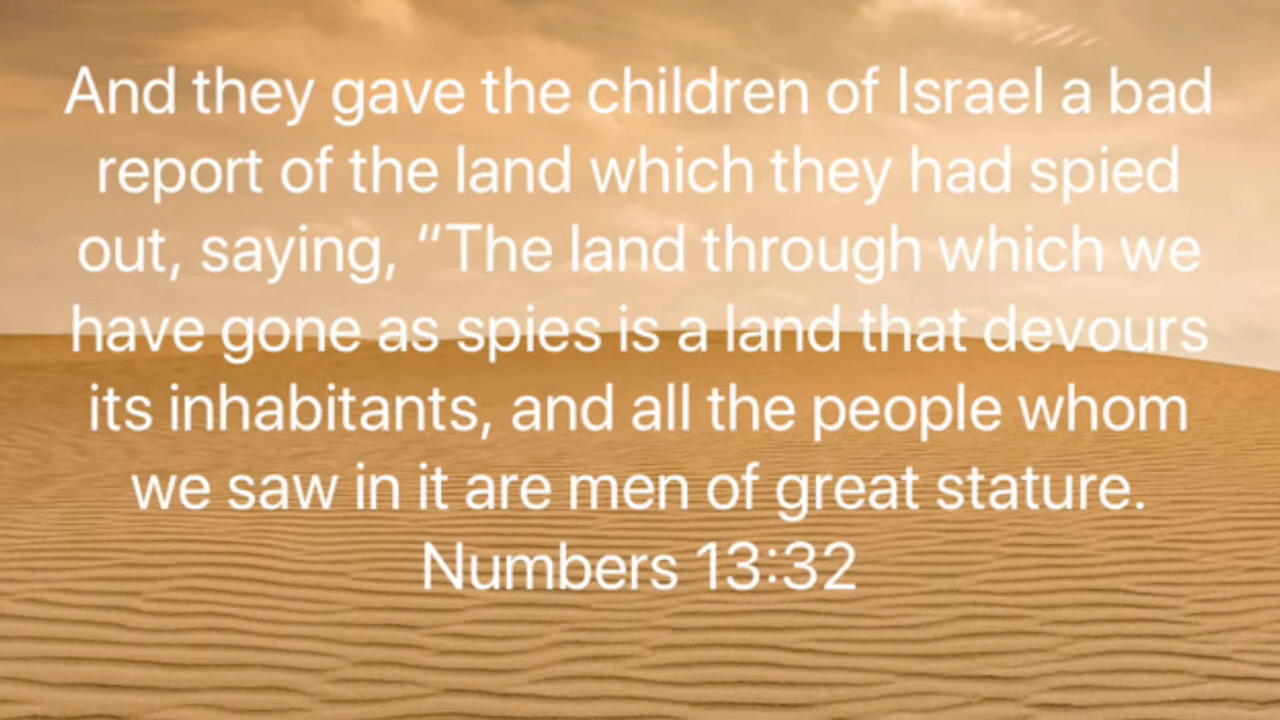 And they gave the children of Israel a bad
report of the land which they had spied
out, saying, “The land through which we
have gone as spies is a land that devours
its inhabitants, and all the people whom
we saw in it are men of great stature.
Numbers 13:32